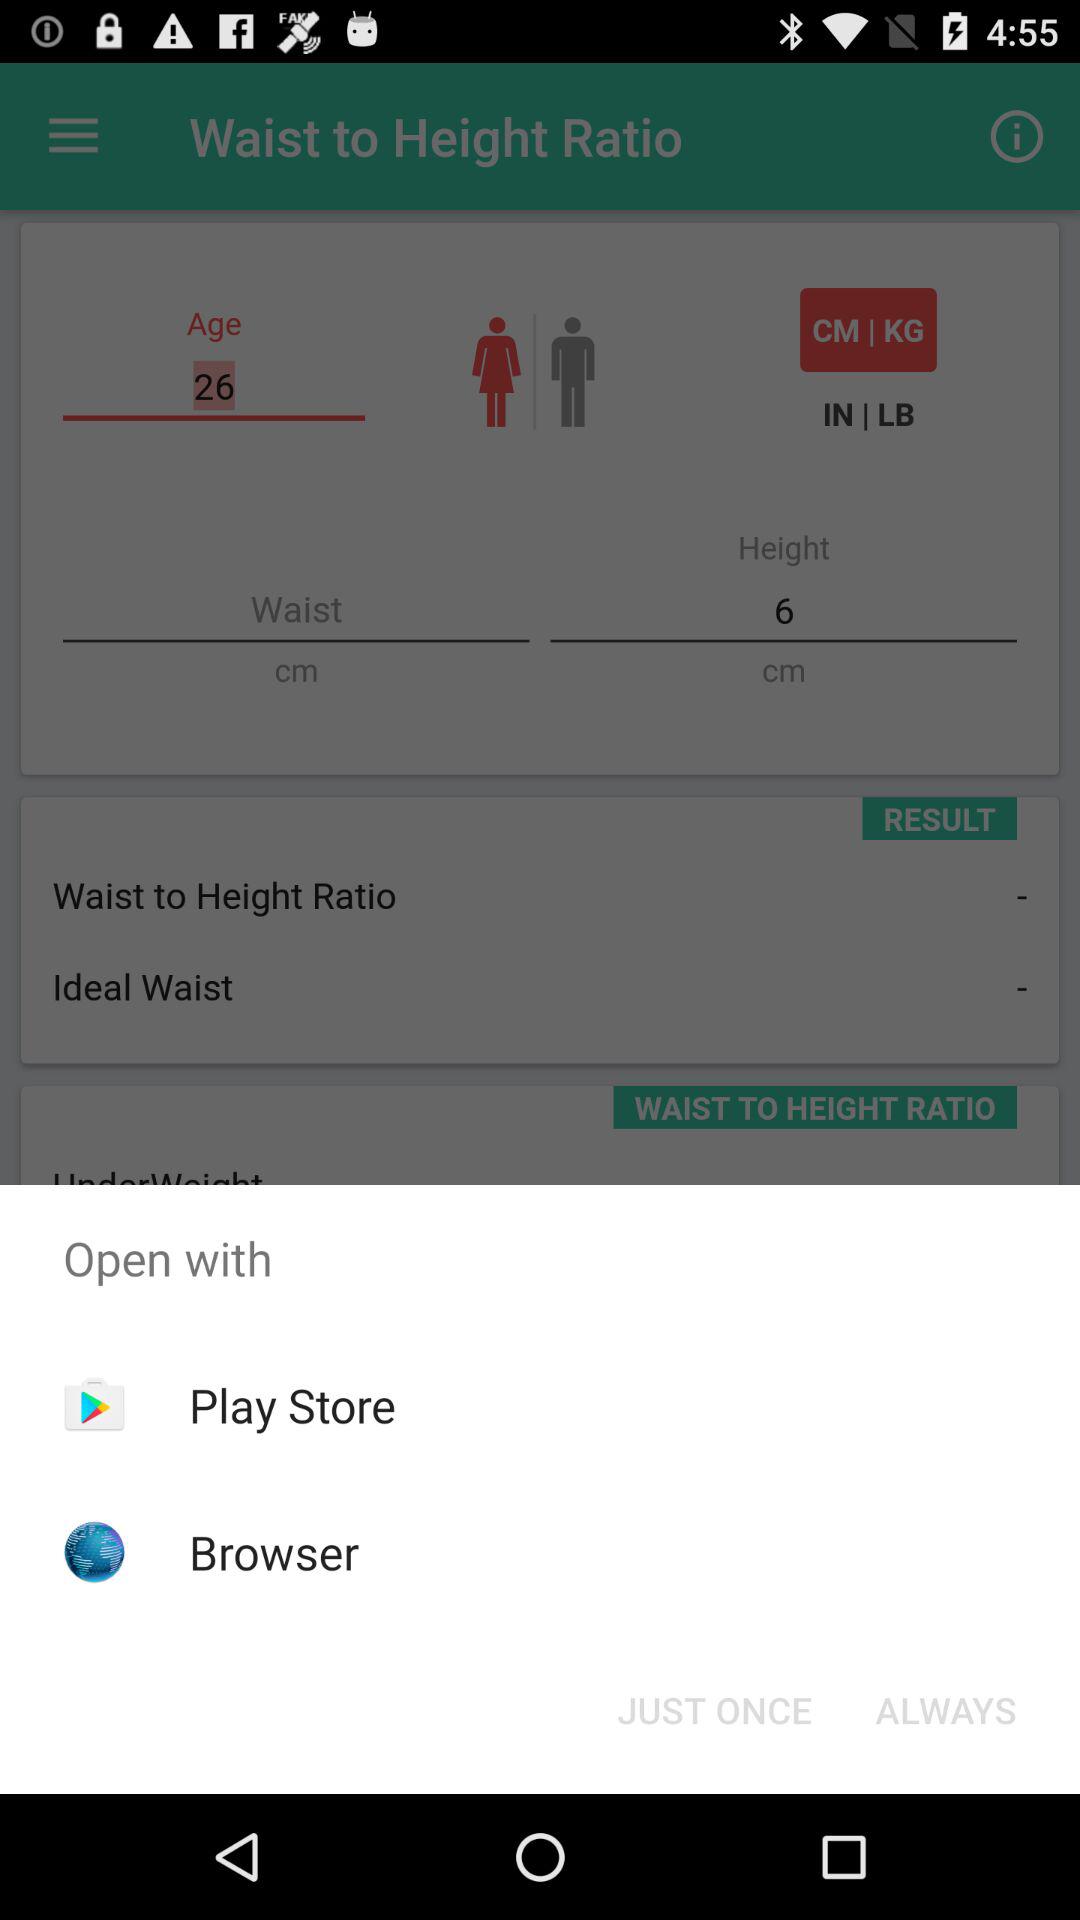 FAKE
4:55
Waist to Height Ratio
Age
26
CM | KG
IN | LB
Height
Waist
6
cm
cm
RESULT
Waist to Height Ratio -
Ideal Waist -
WAIST TO HEIGHT RATIO
UnderWeight
Open with
Play Store
Browser
JUST ONCE ALWAYS